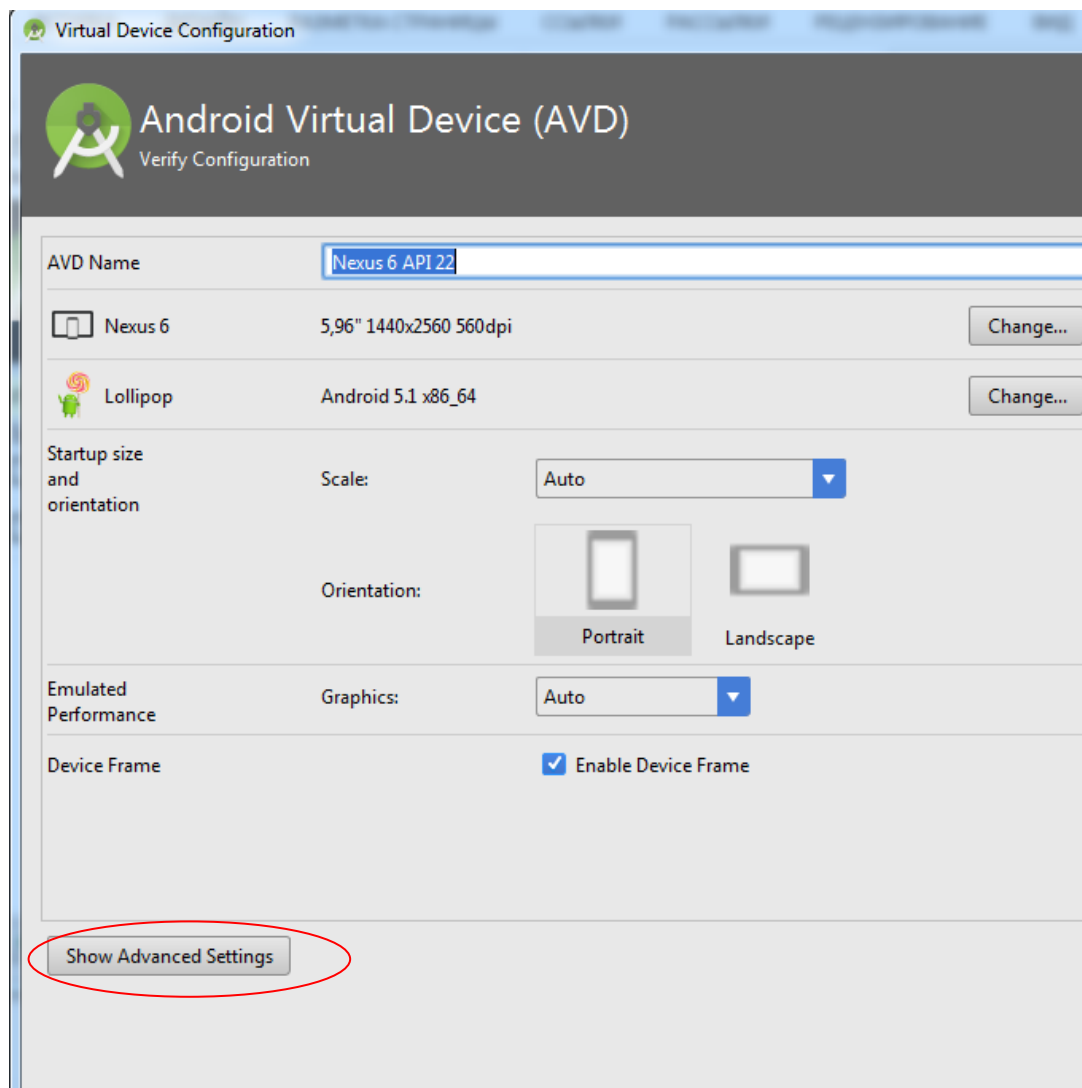 Virtual Device Configuration
Android Virtual Device (AVD)
Verify Configuration
AVD Name
Nexus 6 API 22
Nexus 6
5,96" 1440x2560 560dpi
Change...
Lollipop
Android 5.1 x86_64
Change...
Startup size
and
orientation
Scale:
Auto
Orientation:
Portrait
Landscape
Emulated
Performance
Graphics:
Auto
Device Frame
Enable Device Frame
Show Advanced Settings